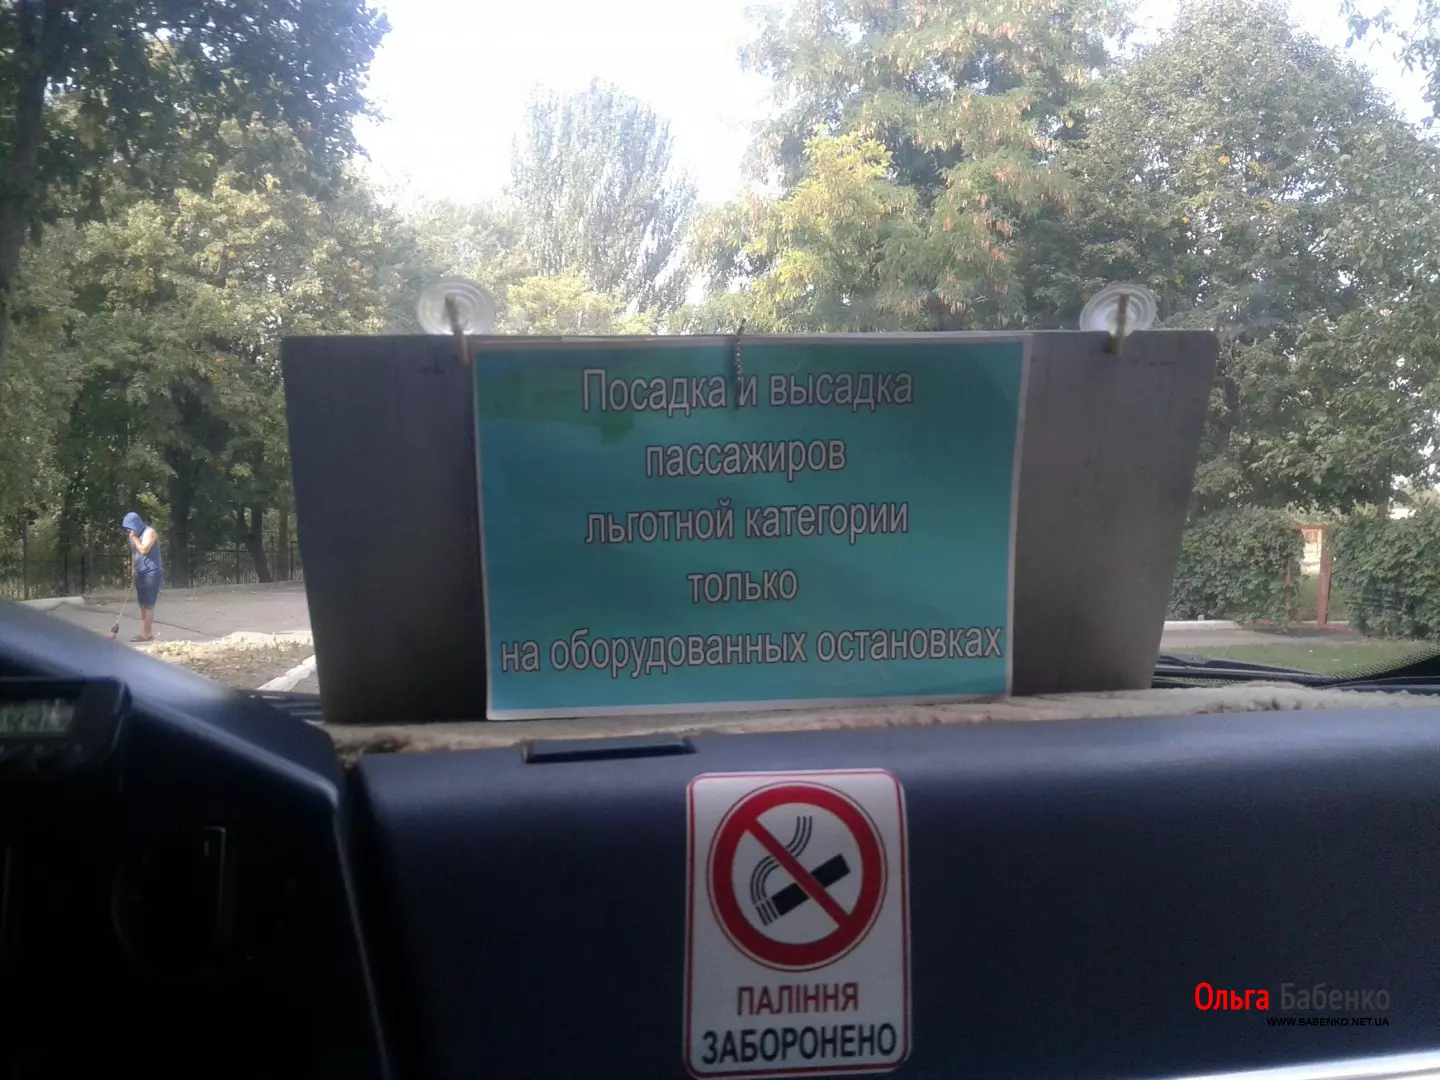 Посадка и высадка
пассажиров
льготной категории
только
на оборудованных остановках
ПАЛІННЯ
ЗАБОРОНЕНО
Ольга Бабенко
WWW.BABENKO.NET.UA